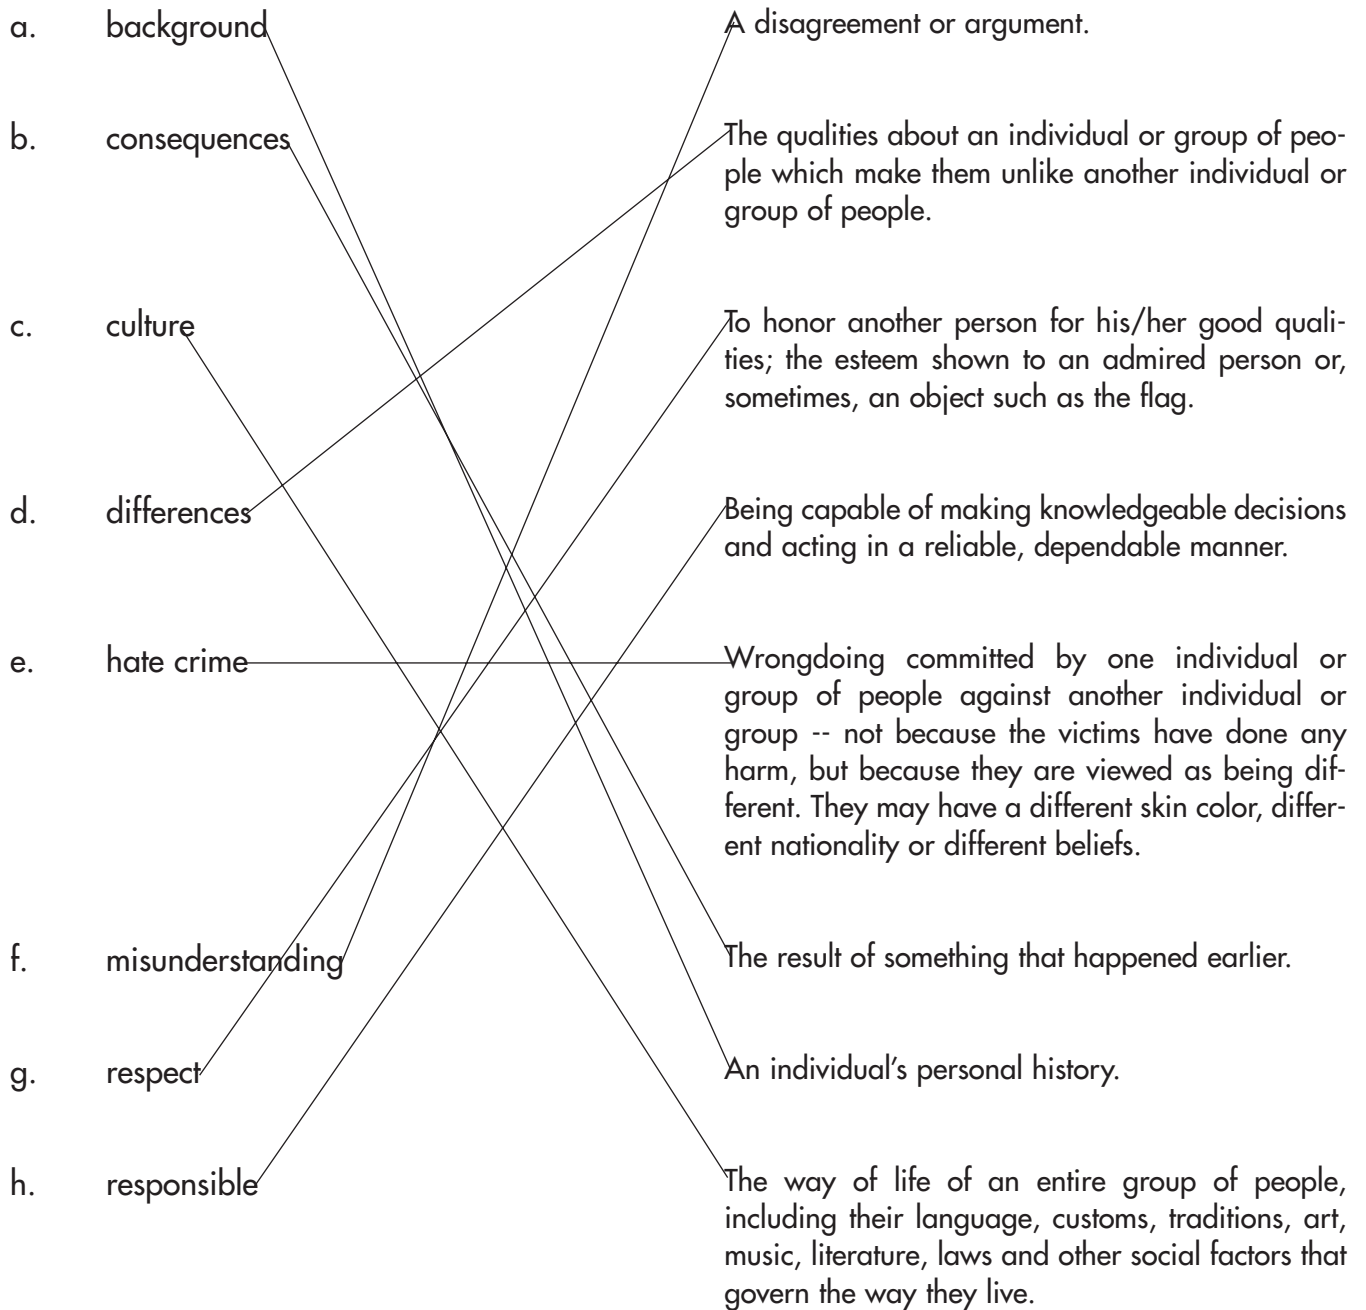 a. background
A disagreement or argument.
b. consequences
The qualities about an individual or group of peo-
ple which make them unlike another individual or
group of people.
c. culture
To honor another person for his/her good quali-
ties; the esteem shown to an admired person or,
sometimes, an object such as the flag.
d. differences
Being capable of making knowledgeable decisions
and acting in a reliable, dependable manner.
e. hate crime
Wrongdoing committed by one individual or
group of people against another individual or
group -- not because the victims have done any
harm, but because they are viewed as being dif-
ferent. They may have a different skin color, differ-
ent nationality or different beliefs.
f. misunderstanding
The result of something that happened earlier.
g. respect
An individual's personal history.
h. responsible
The way of life of an entire group of people,
including their language, customs, traditions, art,
music, literature, laws and other social factors that
govern the way they live.